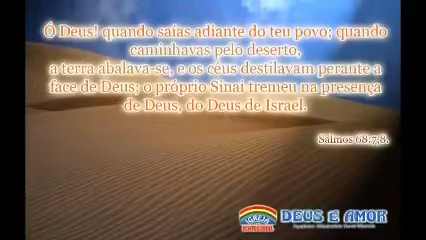 Ó Deus! quando saías adiante do teu povo; quando
caminhavas pelo deserto,
a terra abalava-se, e os céus destilavam perante a
face de Deus; o próprio Sinai tremeu na presença
de Deus, do Deus de Israel.
Salmos 68:7,8.
IGREJA
PENTECOSTAL
DEUS E AMOR